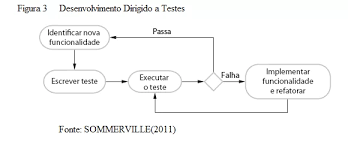 Figura 3 Desenvolvimento Dirigido a Testes
Identificar nova
funcionalidade
Passa
Escrever teste
Executar
o teste
Falha
Implementar
funcionalidade
e refatorar
Fonte: SOMMERVILLE(2011)